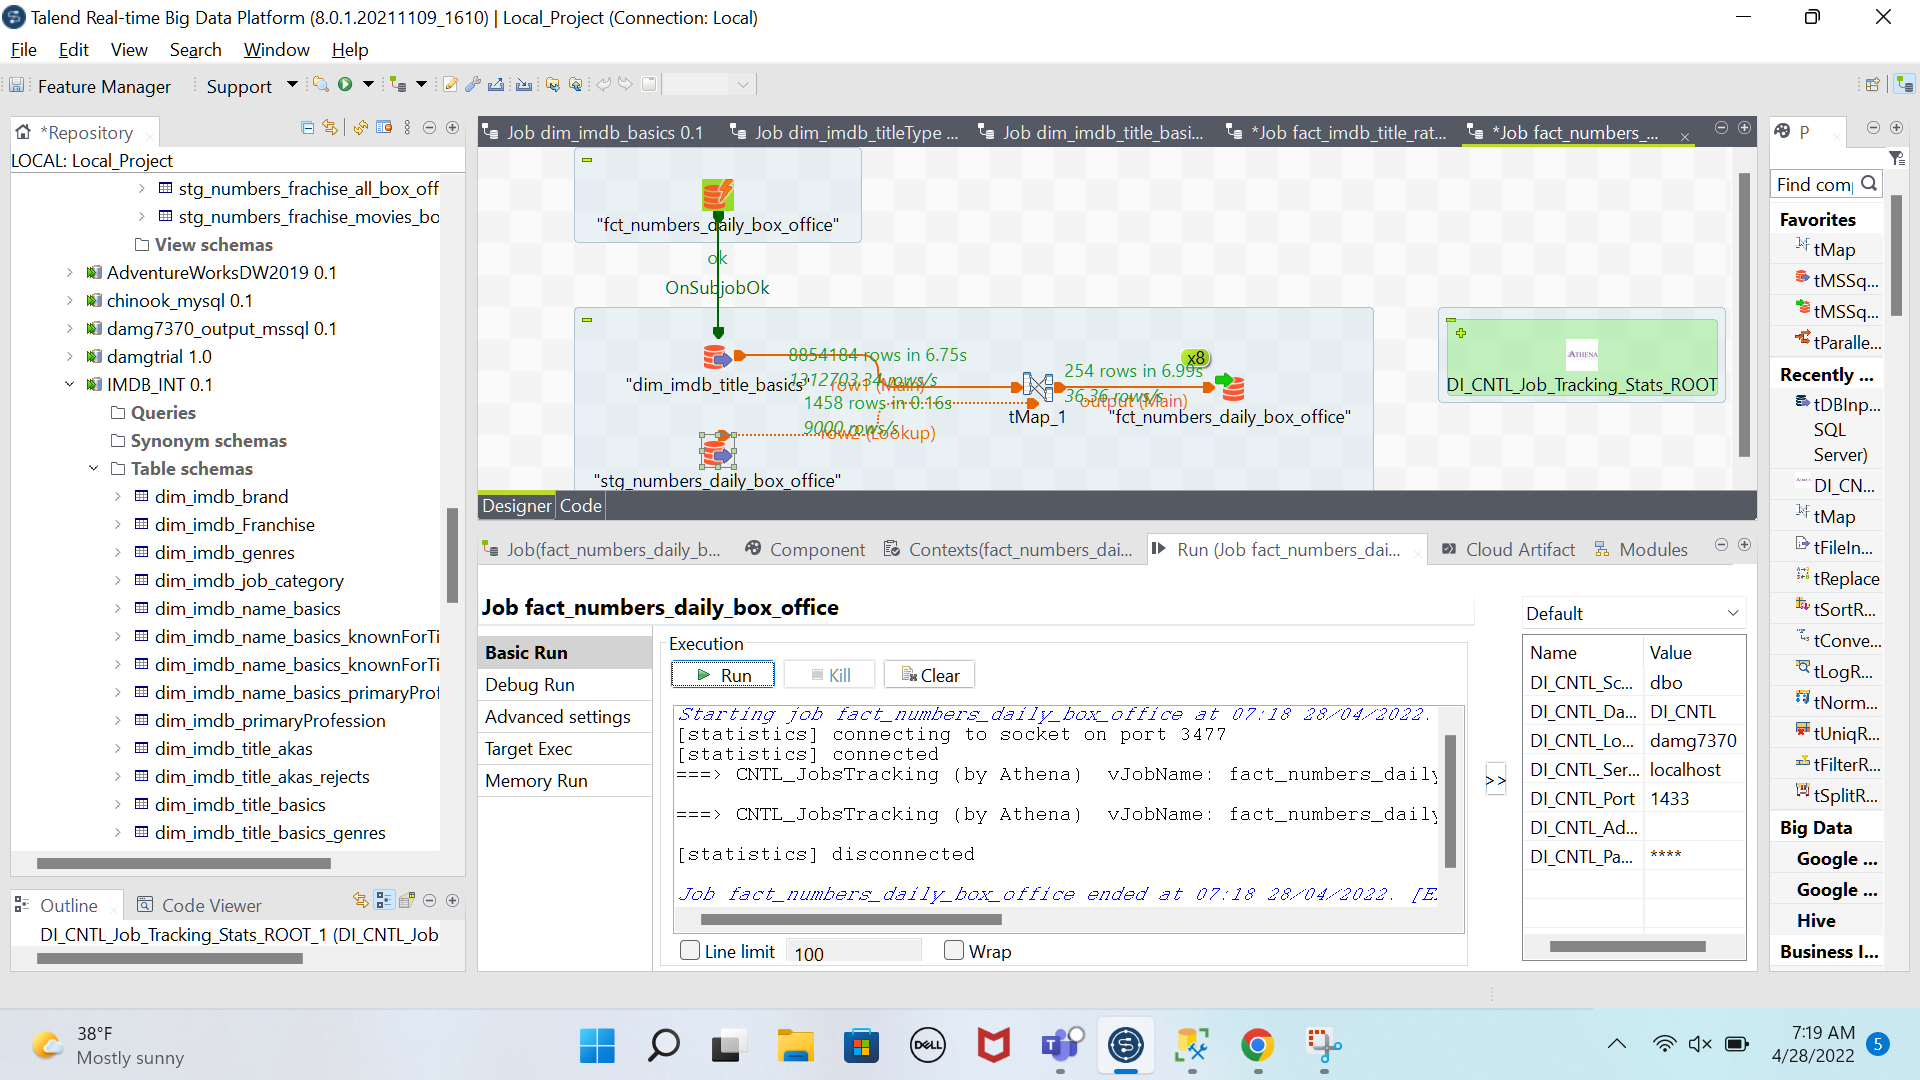 Talend Real-time Big Data Platform (8.0.1.20211109_1610) | Local_Project (Connection: Local)
File Edit View Search Window Help
Feature Manager Support
*Repository
LOCAL: Local_Project
stg_numbers_frachise_all_box_off
stg_numbers_frachise_movies_bo
View schemas
AdventureWorksDW2019 0.1
chinook_mysql 0.1
damg7370_output_mssql 0.1
damgtrial 1.0
IMDB_INT 0.1
Queries
Synonym schemas
Table schemas
dim_imdb_brand
dim_imdb_Franchise
dim_imdb_genres
dim_imdb_job_category
dim_imdb_name_basics
dim_imdb_name_basics_knownForTi
dim_imdb_name_basics_knownForTi
dim_imdb_name_basics_primaryProf
dim_imdb_primaryProfession
dim_imdb_title_akas
dim_imdb_title_akas_rejects
dim_imdb_title_basics
dim_imdb_title_basics_genres
Outline Code Viewer
DI_CNTL_Job_Tracking_Stats_ROOT_1 (DI_CNTL_Job
Job dim_imdb_basics 0.1 Job dim_imdb_titleType ... Job dim_imdb_title_basi... *Job fact_imdb_title_rat... *Job fact_numbers_...
"fct_numbers_daily_box_office"
ok
OnSubjobOk
8854184 rows in 6.75s
1312703.34 rows/s
row1 (Main)
"dim_imdb_title_basics"
1458 rows in 0.16s
9000 rows/s
row2 (Lookup)
"stg_numbers_daily_box_office"
tMap_1
x8
254 rows in 6.99s
36.36 rows/s
output (Main)
"fct_numbers_daily_box_office"
ATHENA
DI_CNTL_Job_Tracking_Stats_ROOT
Designer Code
Job(fact_numbers_daily_b... Component Contexts(fact_numbers_dai... Run (Job fact_numbers_dai... Cloud Artifact Modules
Job fact_numbers_daily_box_office
Basic Run
Debug Run
Advanced settings
Target Exec
Memory Run
Execution
Run Kill Clear
Starting job fact_numbers_daily_box_office at 07:18 28/04/2022.
[statistics] connecting to socket on port 3477
[statistics] connected
===> CNTL_JobsTracking (by Athena) vJobName: fact_numbers_daily
===> CNTL_JobsTracking (by Athena) vJobName: fact_numbers_daily
[statistics] disconnected
Job fact_numbers_daily_box_office ended at 07:18 28/04/2022. [E
Line limit 100 Wrap
>>
Default
Name Value
DI_CNTL_Sc... dbo
DI_CNTL_Da... DI_CNTL
DI_CNTL_Lo... damg7370
DI_CNTL_Ser... localhost
DI_CNTL_Port 1433
DI_CNTL_Ad...
DI_CNTL_Pa... ****
P
Find com
Favorites
tMap
tMSSq...
tMSSq...
tParalle...
Recently ...
tDBInp...
SQL
Server)
DI_CN...
tMap
tFileIn...
tReplace
tSortR...
tConve...
tLogR...
tNorm...
tUniqR...
tFilterR...
tSplitR...
Big Data
Google ...
Google ...
Hive
Business I...
38°F
Mostly sunny
DELL
7:19 AM
4/28/2022
5